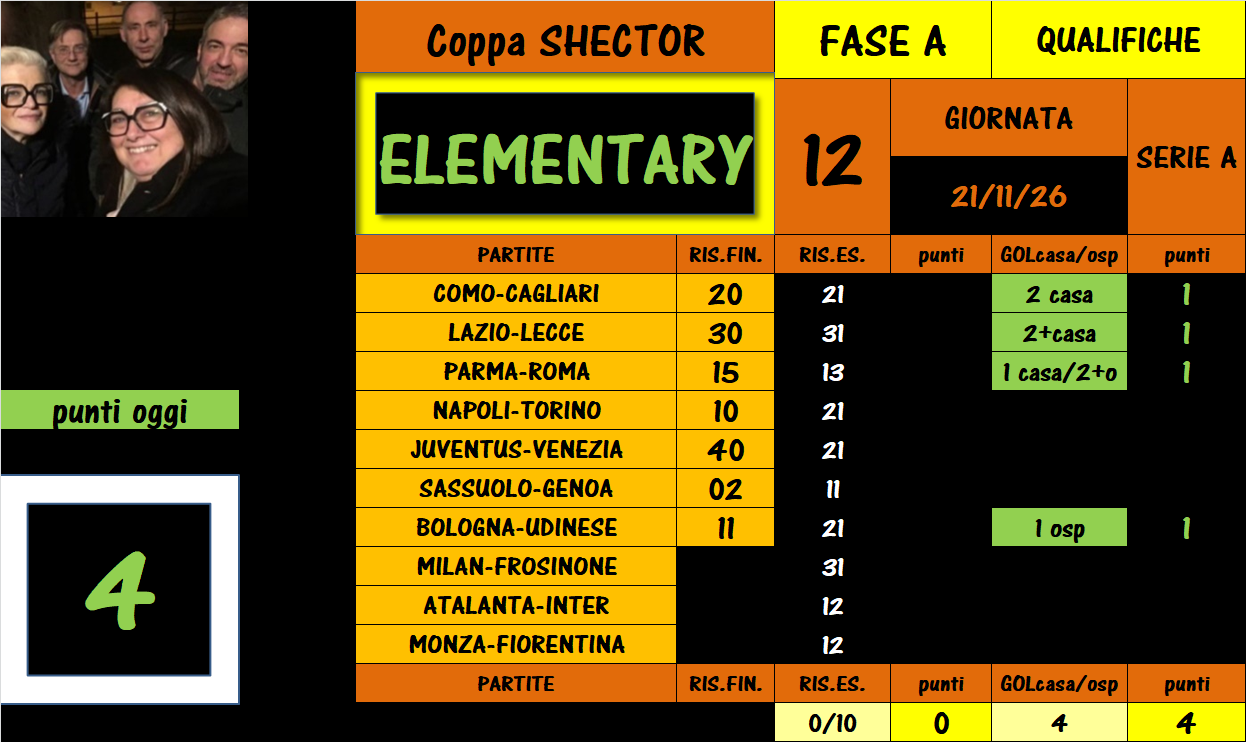 Coppa SHECTOR
FASE A
QUALIFICHE
ELEMENTARY
12
GIORNATA
21/11/26
SERIE A
PARTITE RIS.FIN. RIS.ES. punti GOLcasa/osp punti
COMO-CAGLIARI 20 21 2 casa 1
LAZIO-LECCE 30 31 2+casa 1
PARMA-ROMA 15 13 1 casa/2+o 1
NAPOLI-TORINO 10 21
JUVENTUS-VENEZIA 40 21
SASSUOLO-GENOA 02 11
BOLOGNA-UDINESE 11 21 1 osp 1
MILAN-FROSINONE 31
ATALANTA-INTER 12
MONZA-FIORENTINA 12
PARTITE RIS.FIN. RIS.ES. punti GOLcasa/osp punti
0/10 0 4 4
punti oggi
4